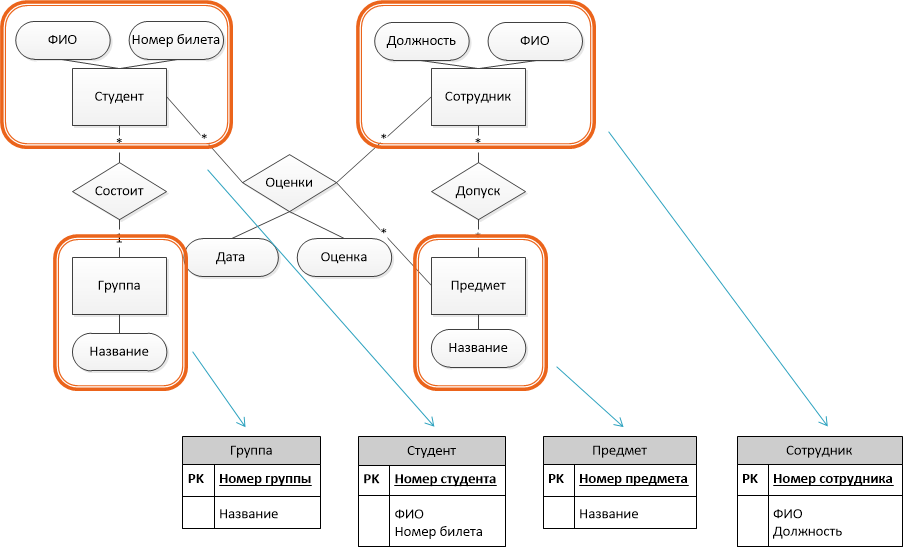 ФИО
Номер билета
Должность
ФИО
Студент
Сотрудник
*
*
*
*
Состоит
Оценки
Допуск
*
1
*
Дата
Оценка
Группа
Предмет
Название
Название
Группа
Студент
Предмет
Сотрудник
PK
Номер группы
PK
Номер студента
PK
Номер предмета
PK
Номер сотрудника
Название
ФИО
Номер билета
Название
ФИО
Должность